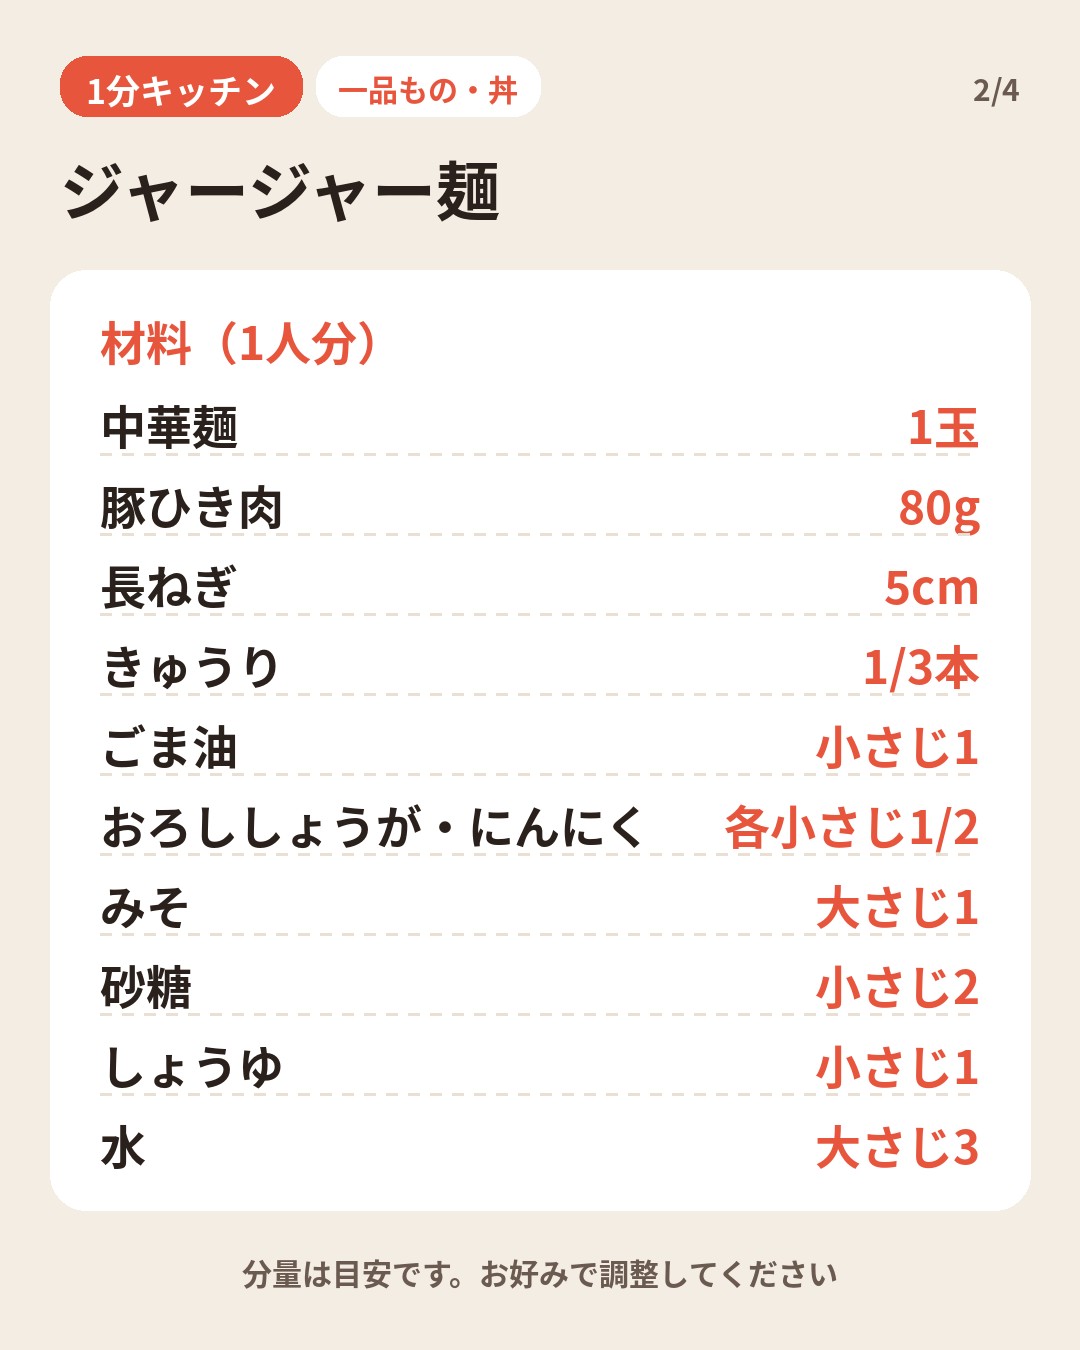 1分キッチン 一品もの・丼 2/4
ジャージャー麺
材料（1人分）
中華麺 1玉
豚ひき肉 80g
長ねぎ 5cm
きゅうり 1/3本
ごま油 小さじ1
おろししょうが・にんにく 各小さじ1/2
みそ 大さじ1
砂糖 小さじ2
しょうゆ 小さじ1
水 大さじ3
分量は目安です。お好みで調整してください